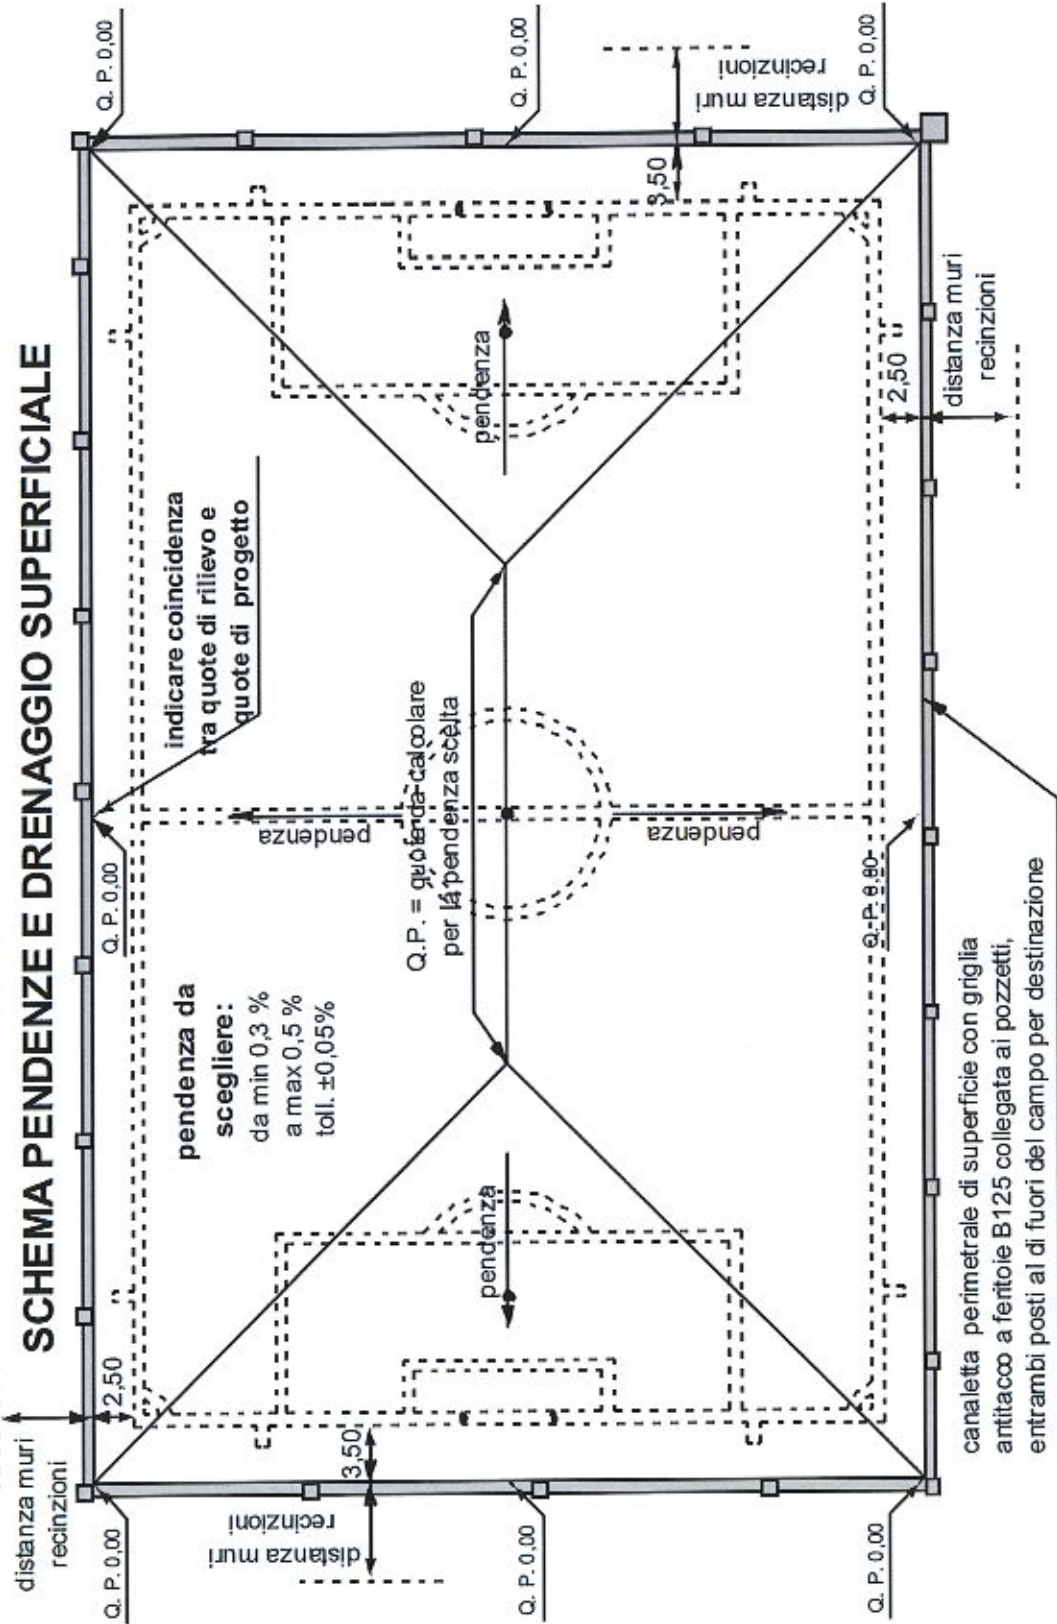 SCHEMA PENDENZE E DRENAGGIO SUPERFICIALE
distanza muri
recinzioni
2,50
Q. P. 0,00
Q. P. 0,00
Q. P. 0,00
indicare coincidenza
tra quote di rilievo e
quote di progetto
pendenza da
scegliere:
da min 0,3 %
a max 0,5 %
toll. ±0,05%
pendenza
distanza muri
recinzioni
3,50
pendenza
Q.P. = quota da calcolare
per la pendenza scelta
pendenza
Q. P. 0,00
Q. P. 0,00
3,50
distanza muri
recinzioni
pendenza
Q. P. 0,00
Q. P. 0,00
Q. P. 0,00
2,50
distanza muri
recinzioni
canaletta perimetrale di superficie con griglia
antitacco a feritoie B125 collegata ai pozzetti,
entrambi posti al di fuori del campo per destinazione